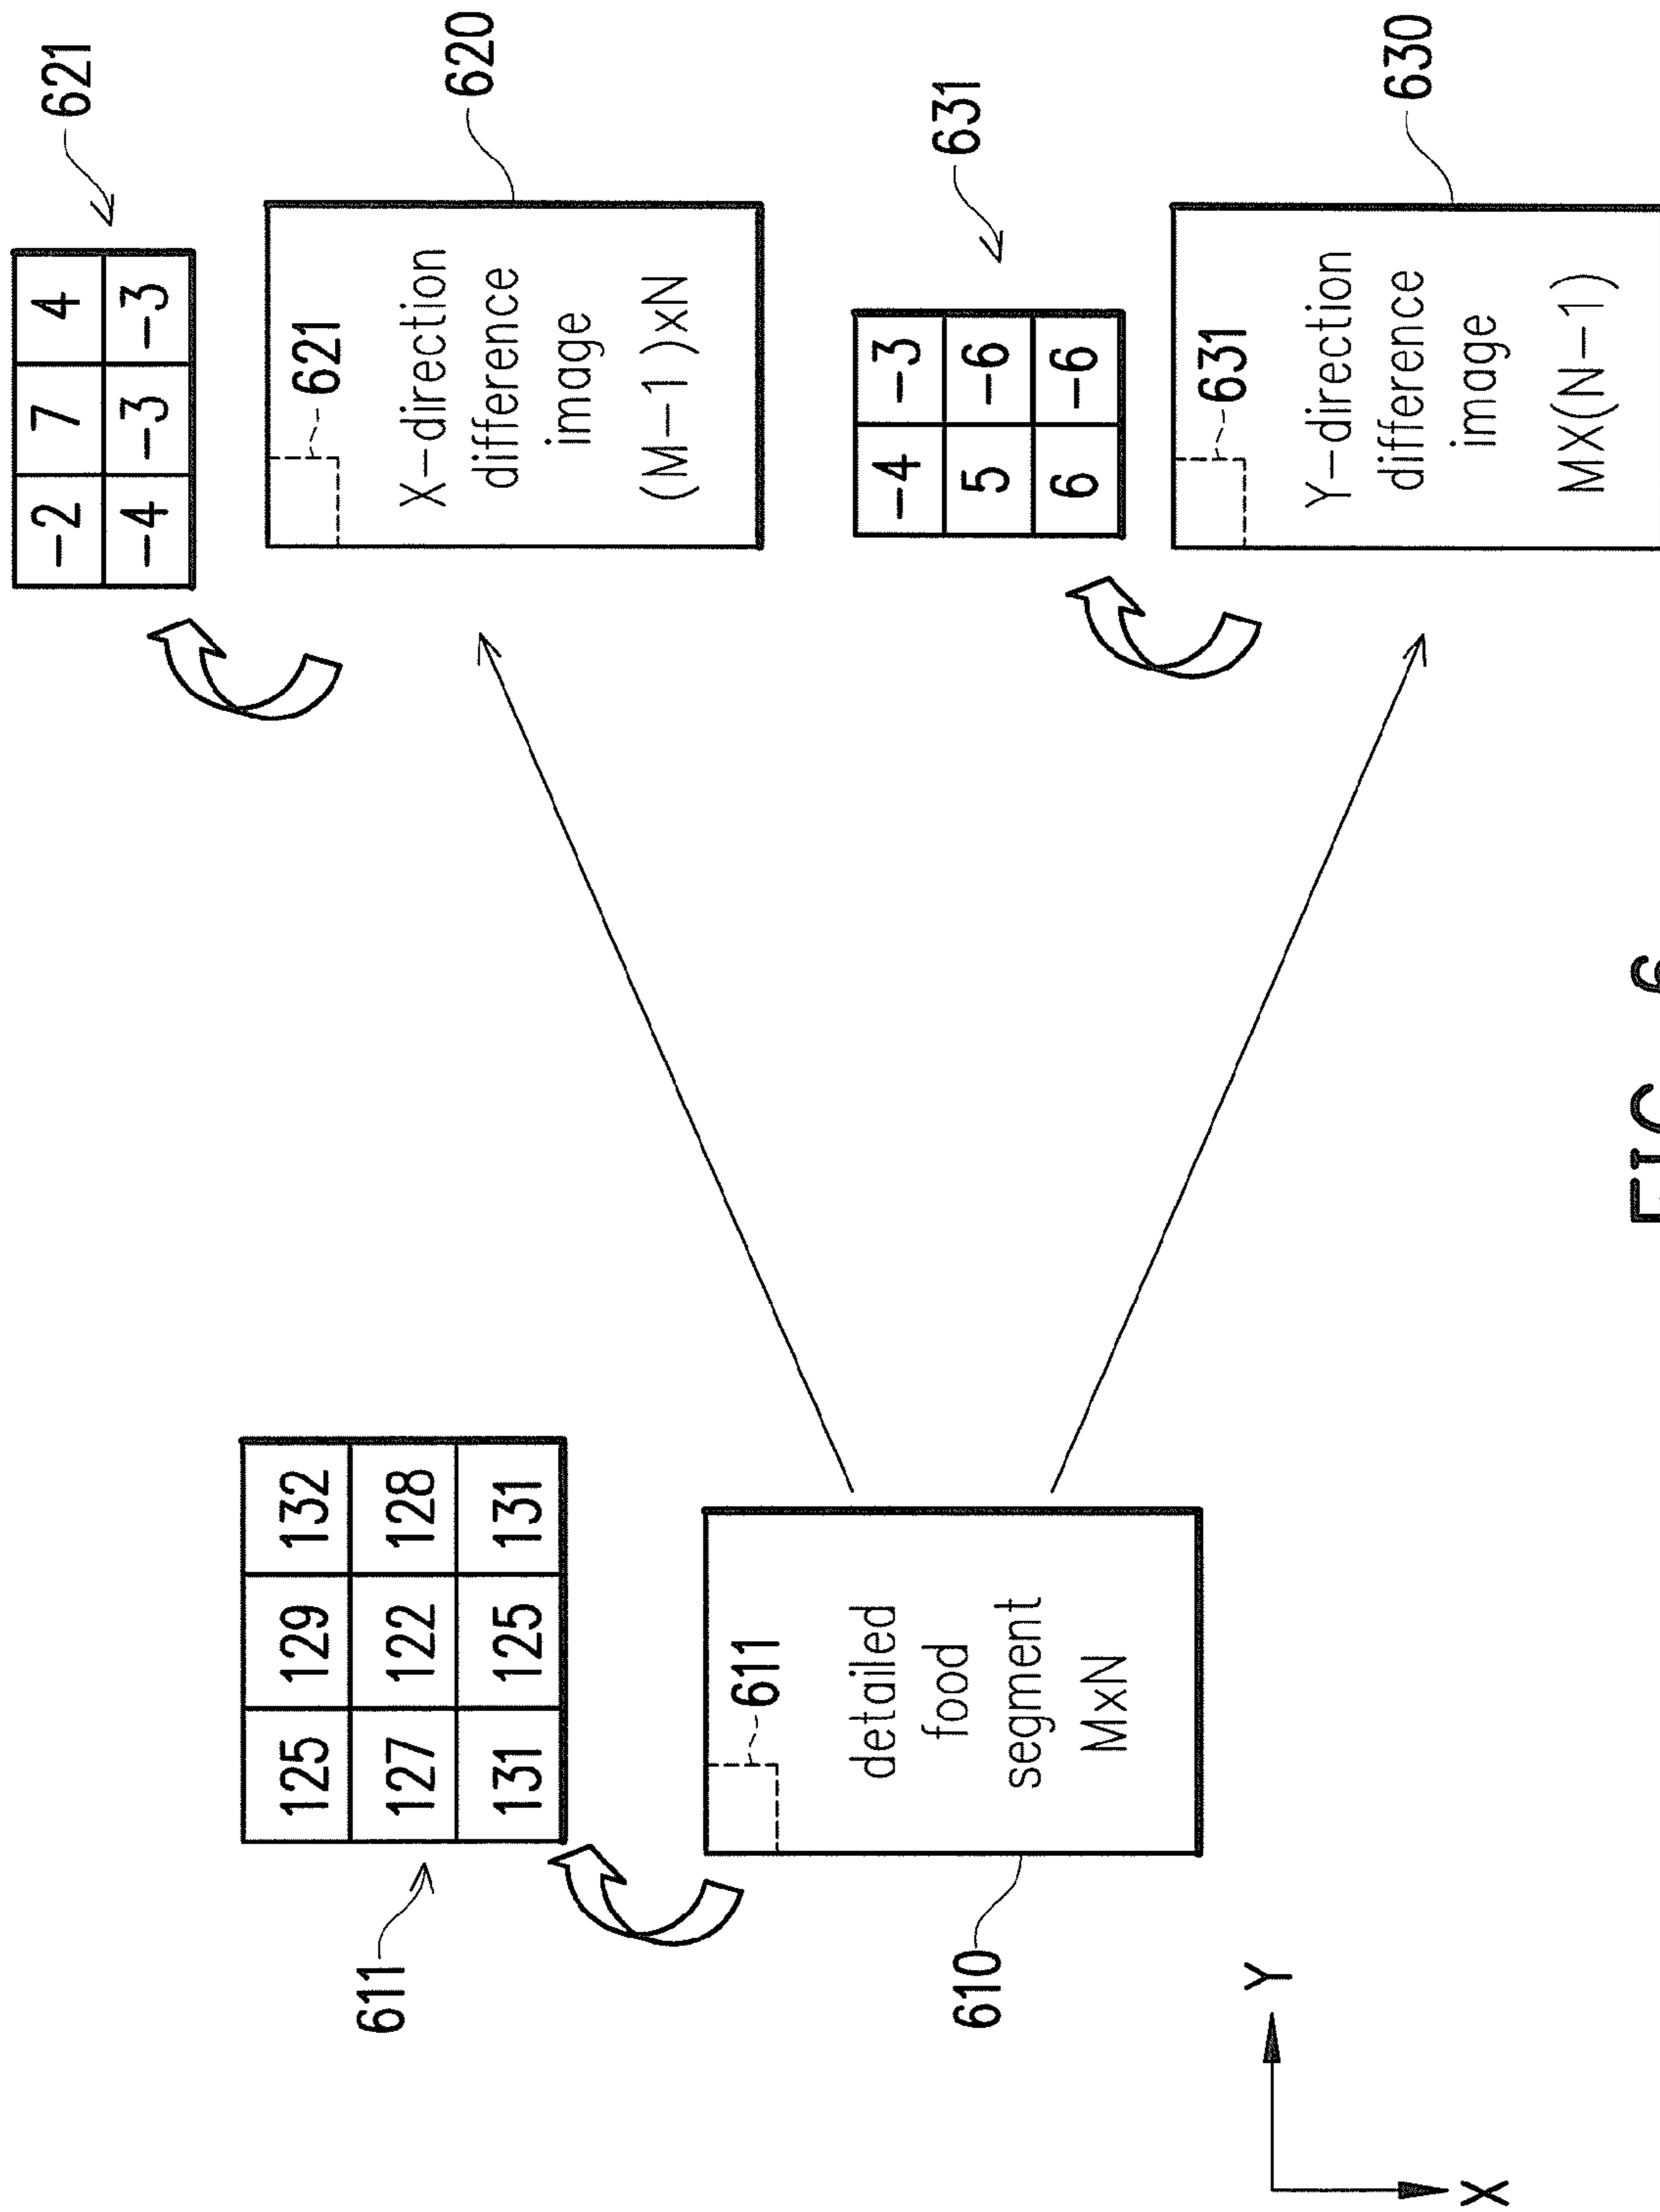 611
125 129 132
127 122 128
131 125 131
610
611
detailed
food
segment
MxN
Y
X
621
-2 7 4
-4 -3 -3
620
621
X-direction
difference
image
(M-1)xN
631
-4 -3
5 -6
6 -6
630
631
Y-direction
difference
image
MX(N-1)
FIG. 6